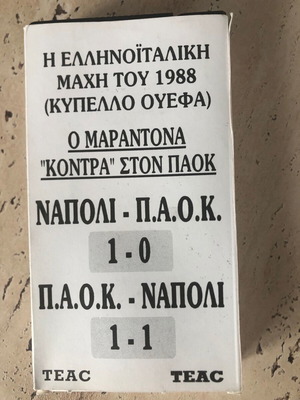 Η ΕΛΛΗΝΟΪΤΑΛΙΚΗ
ΜΑΧΗ ΤΟΥ 1988
(ΚΥΠΕΛΛΟ ΟΥΕΦΑ)
Ο ΜΑΡΑΝΤΟΝΑ
"ΚΟΝΤΡΑ" ΣΤΟΝ ΠΑΟΚ
ΝΑΠΟΛΙ - Π.Α.Ο.Κ.
1 - 0
Π.Α.Ο.Κ. - ΝΑΠΟΛΙ
1 - 1
TEAC TEAC